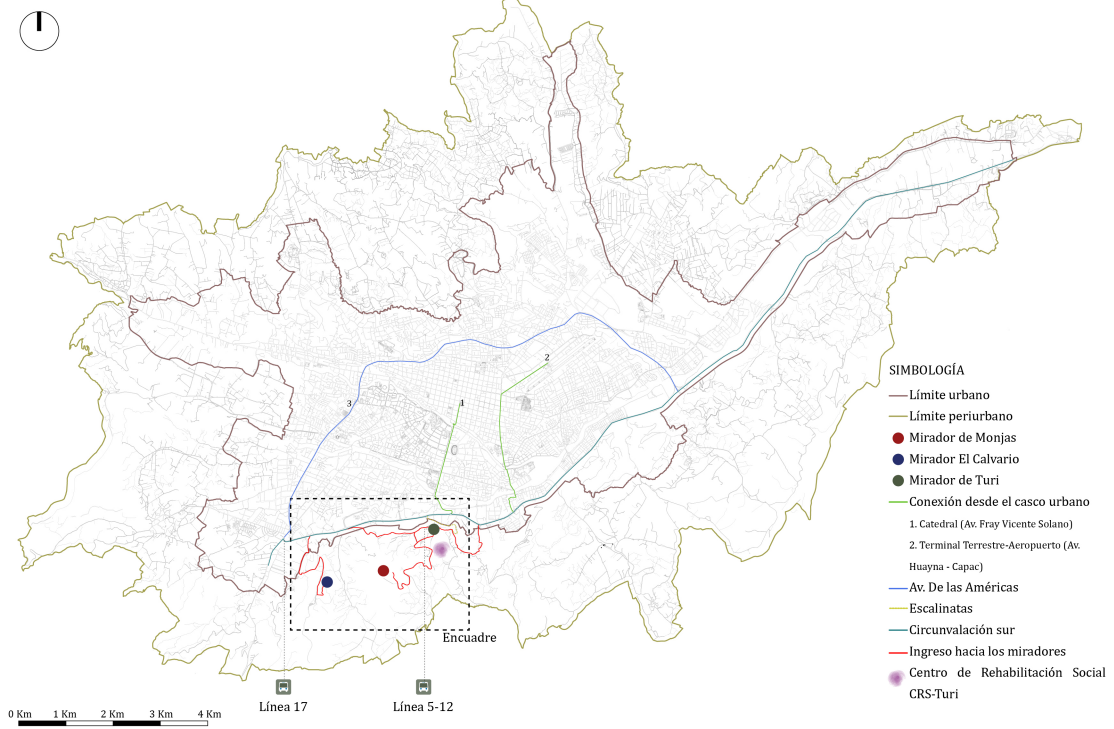 2
1
3
SIMBOLOGÍA
Límite urbano
Límite periurbano
Mirador de Monjas
Mirador El Calvario
Mirador de Turi
Conexión desde el casco urbano
1. Catedral (Av. Fray Vicente Solano)
2. Terminal Terrestre-Aeropuerto (Av.
Huayna - Capac)
Av. De las Américas
Escalinatas
Circunvalación sur
Ingreso hacia los miradores
Centro de Rehabilitación Social
CRS-Turi
Encuadre
Línea 17
Línea 5-12
0 Km 1 Km 2 Km 3 Km 4 Km